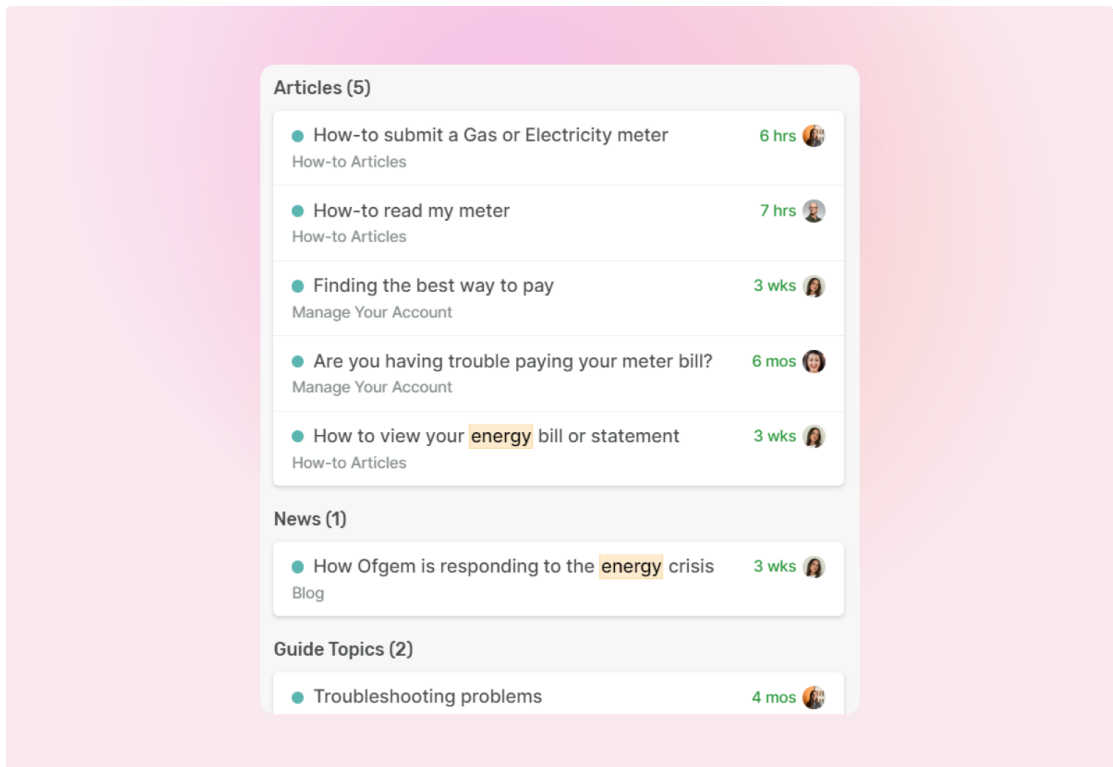 Articles (5)
How-to submit a Gas or Electricity meter 6 hrs
How-to Articles
How-to read my meter 7 hrs
How-to Articles
Finding the best way to pay 3 wks
Manage Your Account
Are you having trouble paying your meter bill? 6 mos
Manage Your Account
How to view your energy bill or statement 3 wks
How-to Articles
News (1)
How Ofgem is responding to the energy crisis 3 wks
Blog
Guide Topics (2)
Troubleshooting problems 4 mos